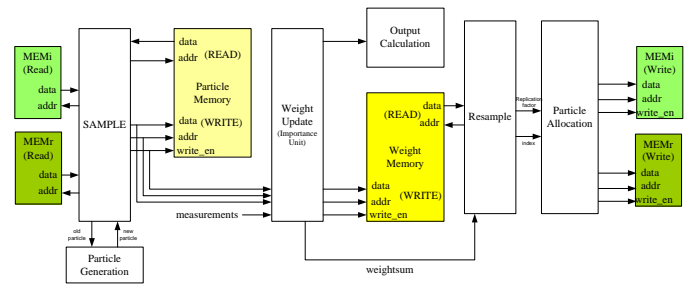 MEMi
(Read)
data
addr
MEMr
(Read)
data
addr
SAMPLE
old
particle
new
particle
Particle
Generation
data
(READ)
addr
Particle
Memory
data
(WRITE)
addr
write_en
measurements
Weight
Update
(Importance
Unit)
weightsum
Output
Calculation
(READ)
data
addr
Weight
Memory
data
(WRITE)
addr
write_en
Resample
Replication
factor
index
Particle
Allocation
MEMi
(Write)
data
addr
write_en
MEMr
(Write)
data
addr
write_en